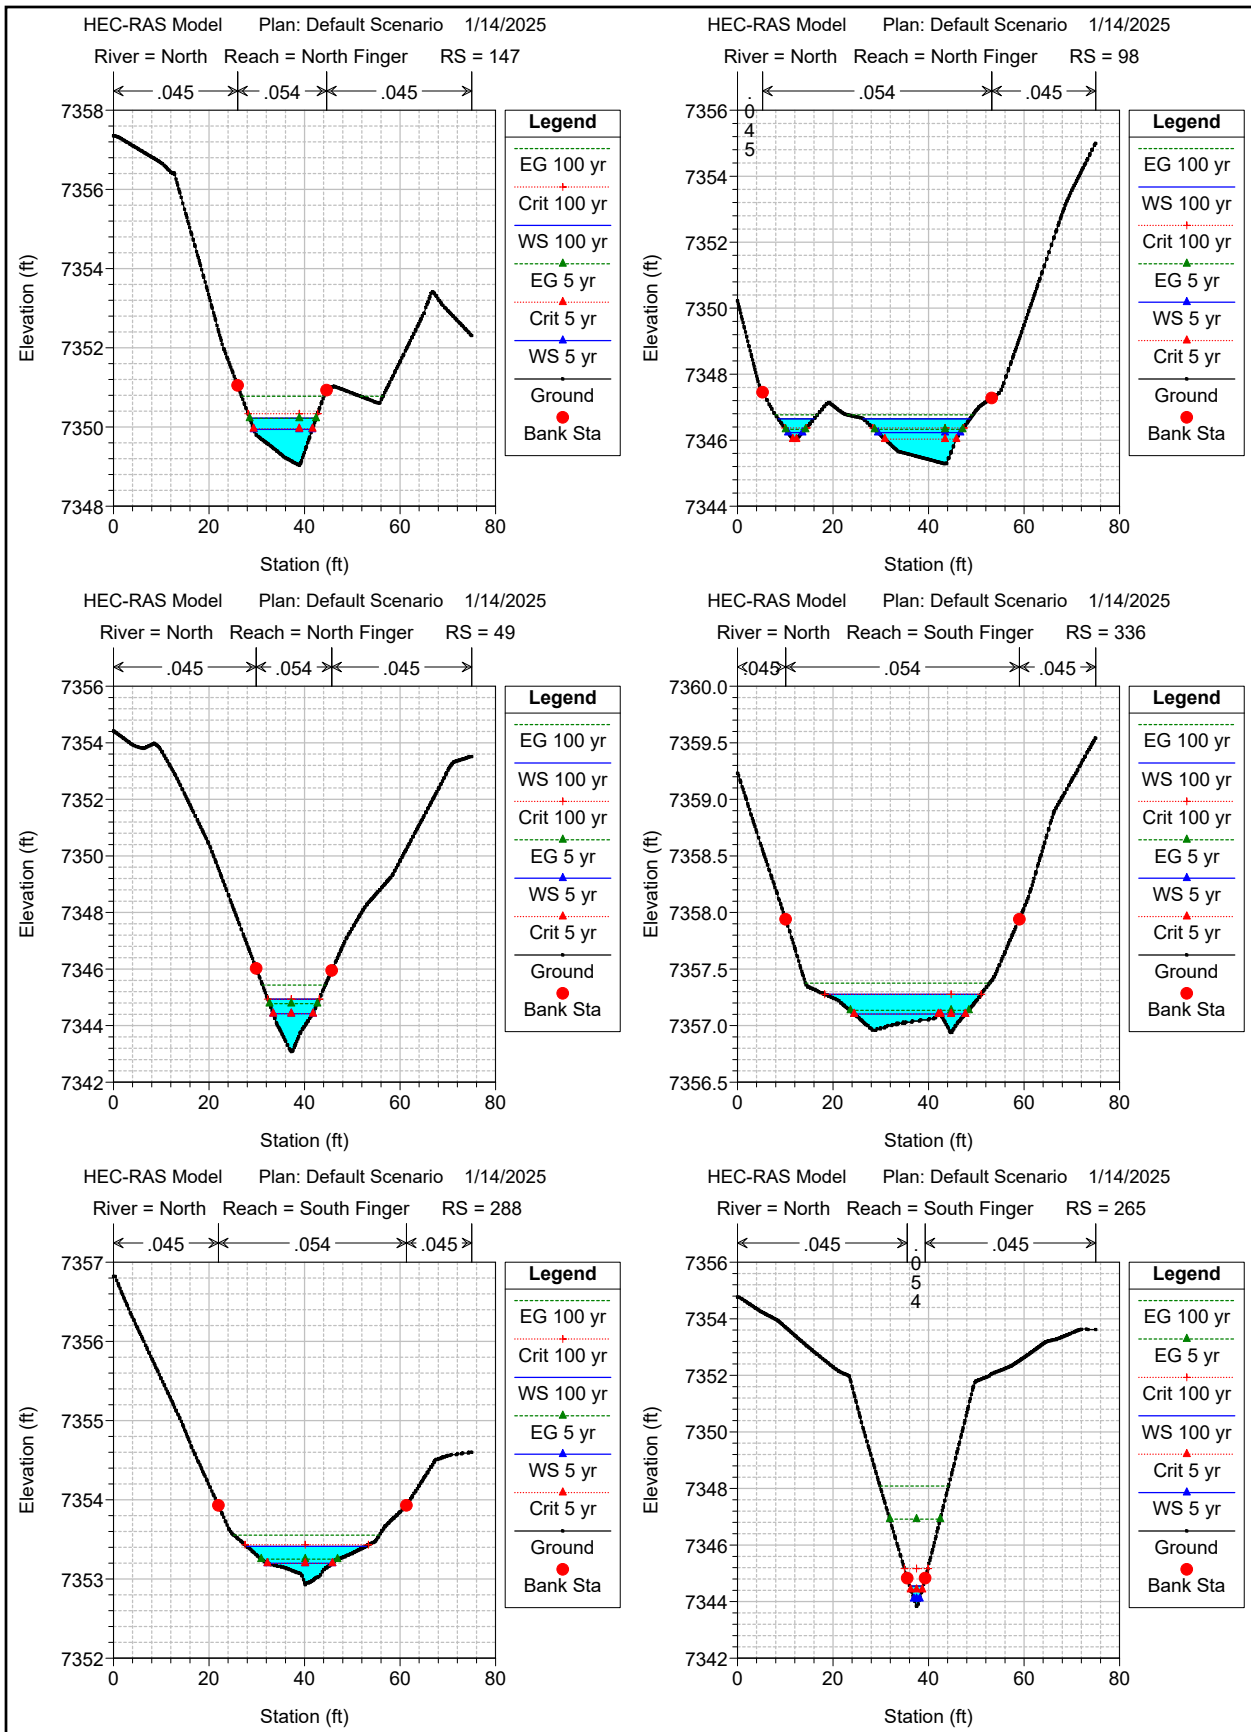 HEC-RAS Model Plan: Default Scenario 1/14/2025
River = North Reach = North Finger RS = 147
.045 .054 .045
7358
7356
7354
7352
7350
7348
Elevation (ft)
0 20 40 60 80
Station (ft)
Legend
EG 100 yr
Crit 100 yr
WS 100 yr
EG 5 yr
Crit 5 yr
WS 5 yr
Ground
Bank Sta
HEC-RAS Model Plan: Default Scenario 1/14/2025
River = North Reach = North Finger RS = 98
.045 .054 .045
7356
7354
7352
7350
7348
7346
7344
Elevation (ft)
0 20 40 60 80
Station (ft)
Legend
EG 100 yr
WS 100 yr
Crit 100 yr
EG 5 yr
WS 5 yr
Crit 5 yr
Ground
Bank Sta
HEC-RAS Model Plan: Default Scenario 1/14/2025
River = North Reach = North Finger RS = 49
.045 .054 .045
7356
7354
7352
7350
7348
7346
7344
7342
Elevation (ft)
0 20 40 60 80
Station (ft)
Legend
EG 100 yr
WS 100 yr
Crit 100 yr
EG 5 yr
WS 5 yr
Crit 5 yr
Ground
Bank Sta
HEC-RAS Model Plan: Default Scenario 1/14/2025
River = North Reach = South Finger RS = 336
.045 .054 .045
7360.0
7359.5
7359.0
7358.5
7358.0
7357.5
7357.0
7356.5
Elevation (ft)
0 20 40 60 80
Station (ft)
Legend
EG 100 yr
WS 100 yr
Crit 100 yr
EG 5 yr
WS 5 yr
Crit 5 yr
Ground
Bank Sta
HEC-RAS Model Plan: Default Scenario 1/14/2025
River = North Reach = South Finger RS = 288
.045 .054 .045
7357
7356
7355
7354
7353
7352
Elevation (ft)
0 20 40 60 80
Station (ft)
Legend
EG 100 yr
Crit 100 yr
WS 100 yr
EG 5 yr
WS 5 yr
Crit 5 yr
Ground
Bank Sta
HEC-RAS Model Plan: Default Scenario 1/14/2025
River = North Reach = South Finger RS = 265
.045 .054 .045
7356
7354
7352
7350
7348
7346
7344
7342
Elevation (ft)
0 20 40 60 80
Station (ft)
Legend
EG 100 yr
EG 5 yr
Crit 100 yr
WS 100 yr
Crit 5 yr
WS 5 yr
Ground
Bank Sta